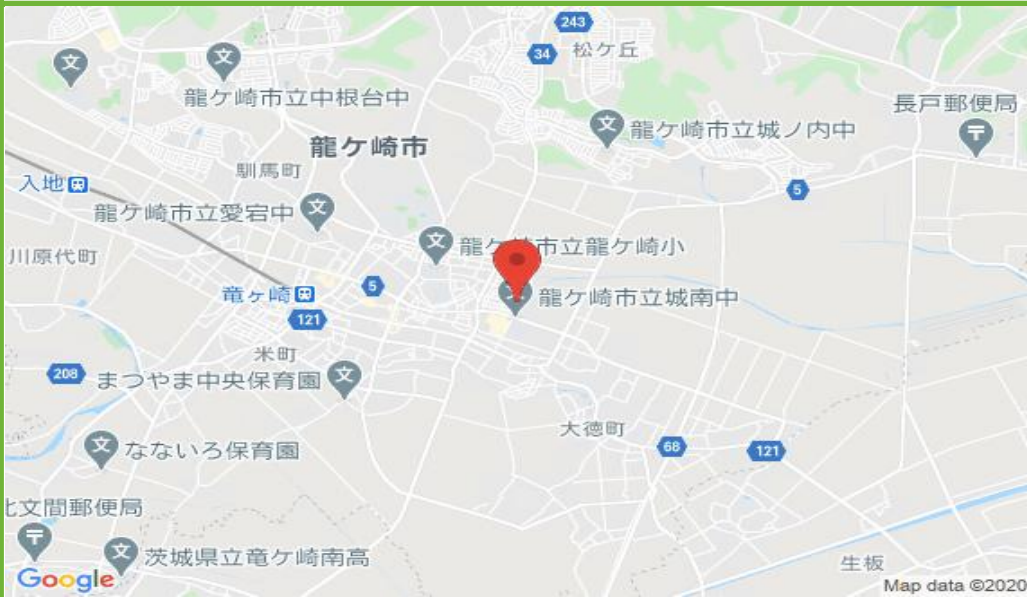 243
34
松ケ丘
龍ケ崎市立中根台中
長戸郵便局
龍ケ崎市立城ノ内中
龍ケ崎市
馴馬町
入地
5
龍ケ崎市立愛宕中
龍ケ崎市立龍ケ崎小
川原代町
竜ヶ崎
5
龍ケ崎市立城南中
121
米町
208
まつやま中央保育園
大徳町
68
121
なないろ保育園
北文間郵便局
茨城県立竜ケ崎南高
生板
Google
Map data ©2020